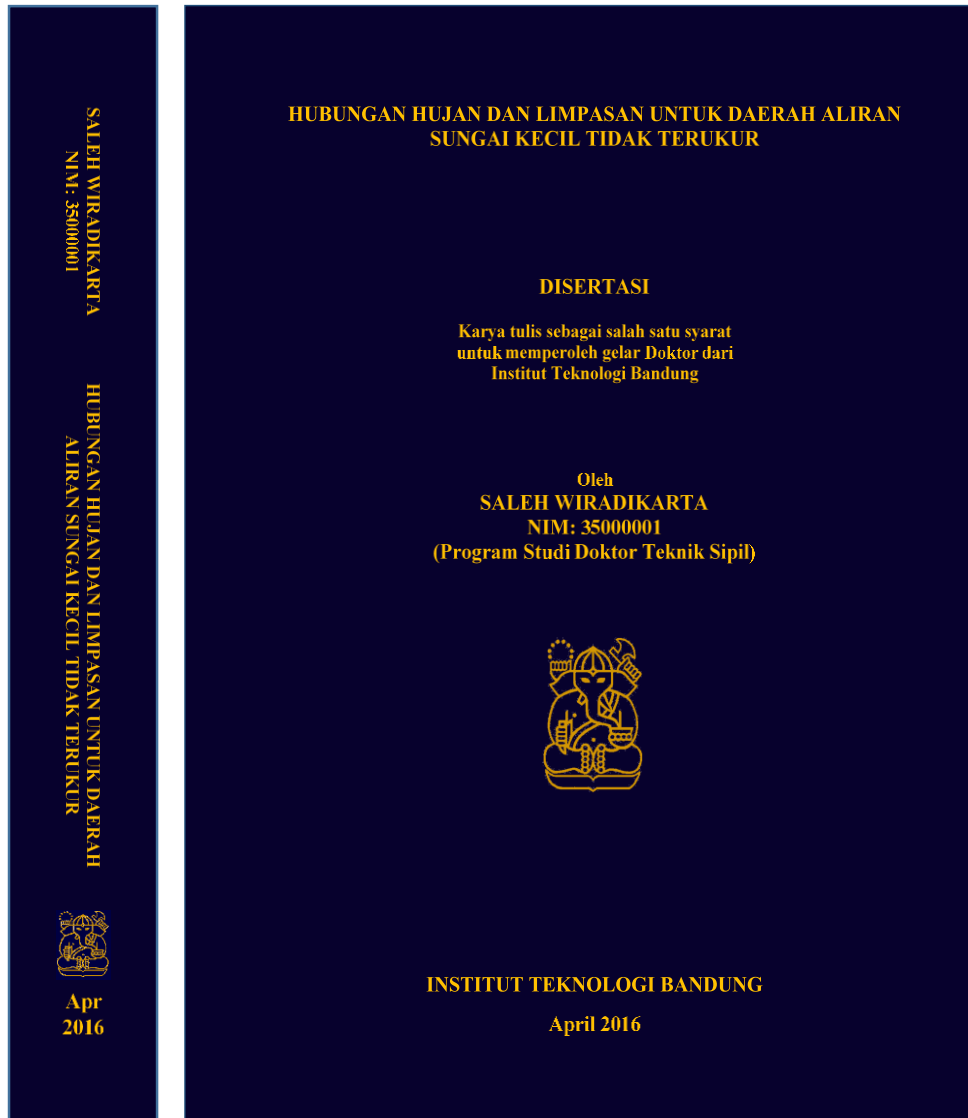 SALEH WIRADIKARTA
NIM: 35000001
HUBUNGAN HUJAN DAN LIMPASAN UNTUK DAERAH
ALIRAN SUNGAI KECIL TIDAK TERUKUR
Apr
2016
HUBUNGAN HUJAN DAN LIMPASAN UNTUK DAERAH ALIRAN
SUNGAI KECIL TIDAK TERUKUR
DISERTASI
Karya tulis sebagai salah satu syarat
untuk memperoleh gelar Doktor dari
Institut Teknologi Bandung
Oleh
SALEH WIRADIKARTA
NIM: 35000001
(Program Studi Doktor Teknik Sipil)
INSTITUT TEKNOLOGI BANDUNG
April 2016